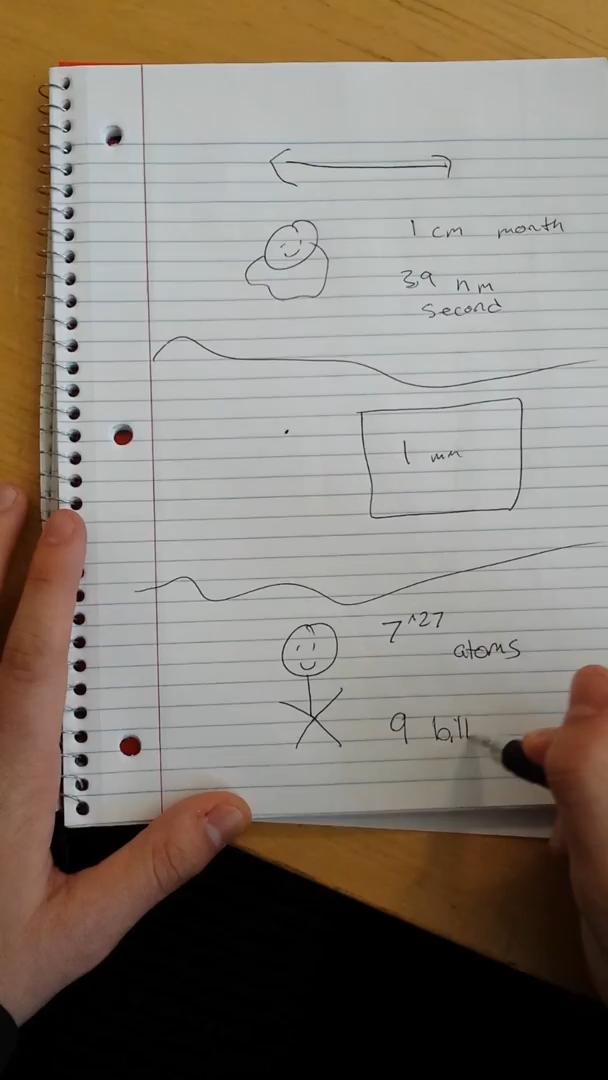 1 cm month
3.9 nm
second
1 mm
7^27
atoms
9 bill